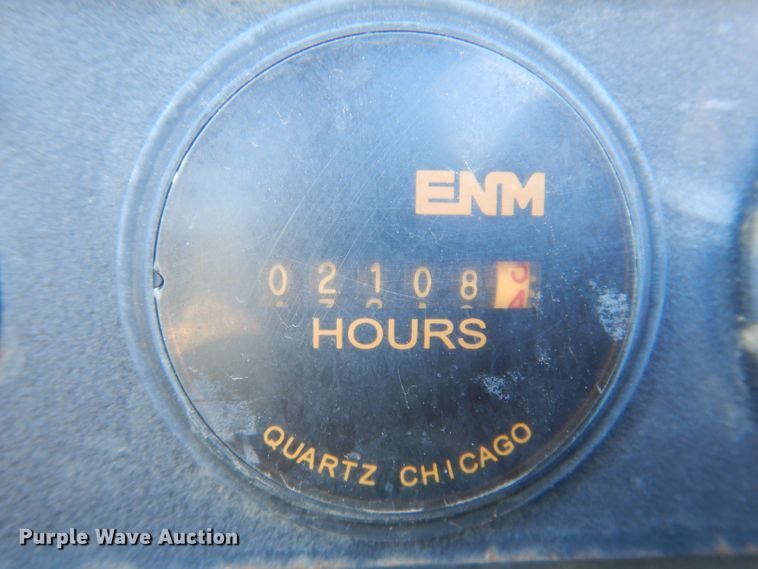 ENM
02108
HOURS
QUARTZ CHICAGO
Purple Wave Auction